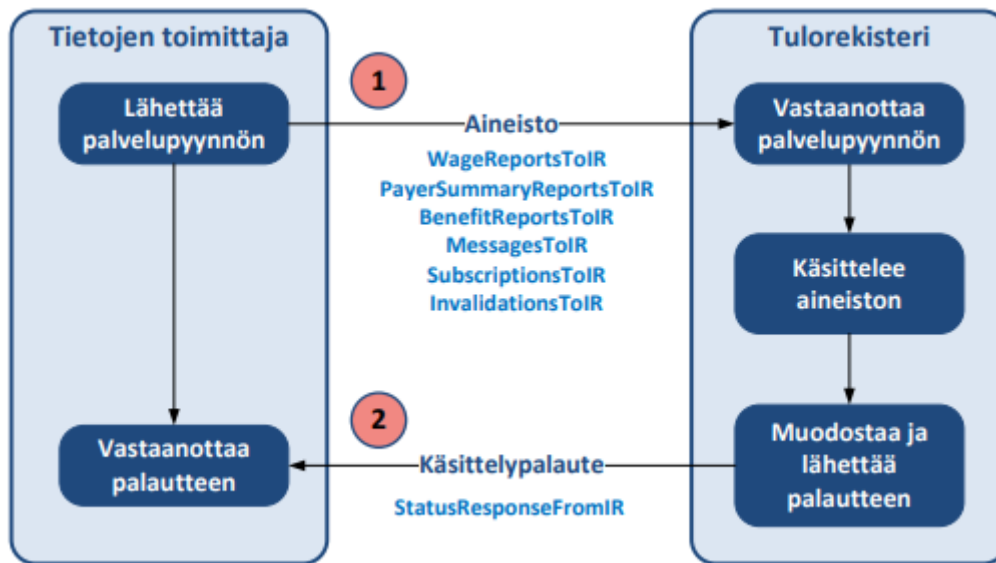 Tietojen toimittaja
Tulorekisteri
Lähettää
palvelupyynnön
1
Aineisto
WageReportsToIR
PayerSummaryReportsToIR
BenefitReportsToIR
MessagesToIR
SubscriptionsToIR
InvalidationsToIR
Vastaanottaa
palvelupyynnön
Käsittelee
aineiston
Muodostaa ja
lähettää
palautteen
2
Käsittelypalaute
StatusResponseFromIR
Vastaanottaa
palautteen